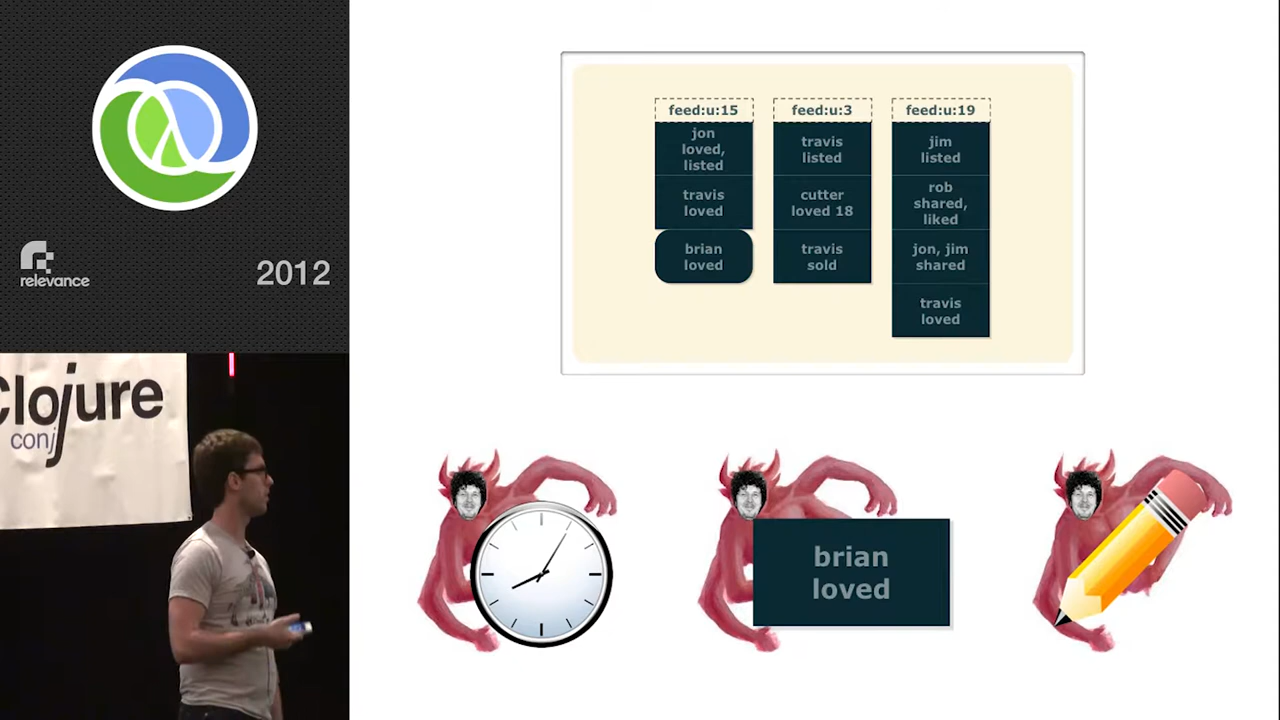 relevance
2012
Clojure
conj
feed:u:15
jon
loved,
listed
travis
loved
brian
loved
feed:u:3
travis
listed
cutter
loved 18
travis
sold
feed:u:19
jim
listed
rob
shared,
liked
jon, jim
shared
travis
loved
brian
loved